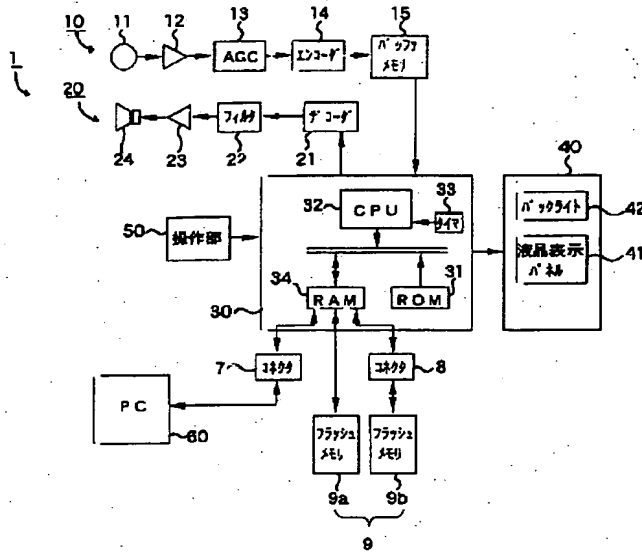 10 11 12 13 14 15
AGC
エンコーダ
バッファ
メモリ
1
20
フィルタ
デコーダ
24 23 22 21
40
32 CPU 33
タイマ
50 操作部
バックライト 42
液晶表示
パネル 41
34 RAM ROM 31
30
7 コネクタ
コネクタ 8
PC
60
フラッシュ
メモリ
フラッシュ
メモリ
9a 9b
9